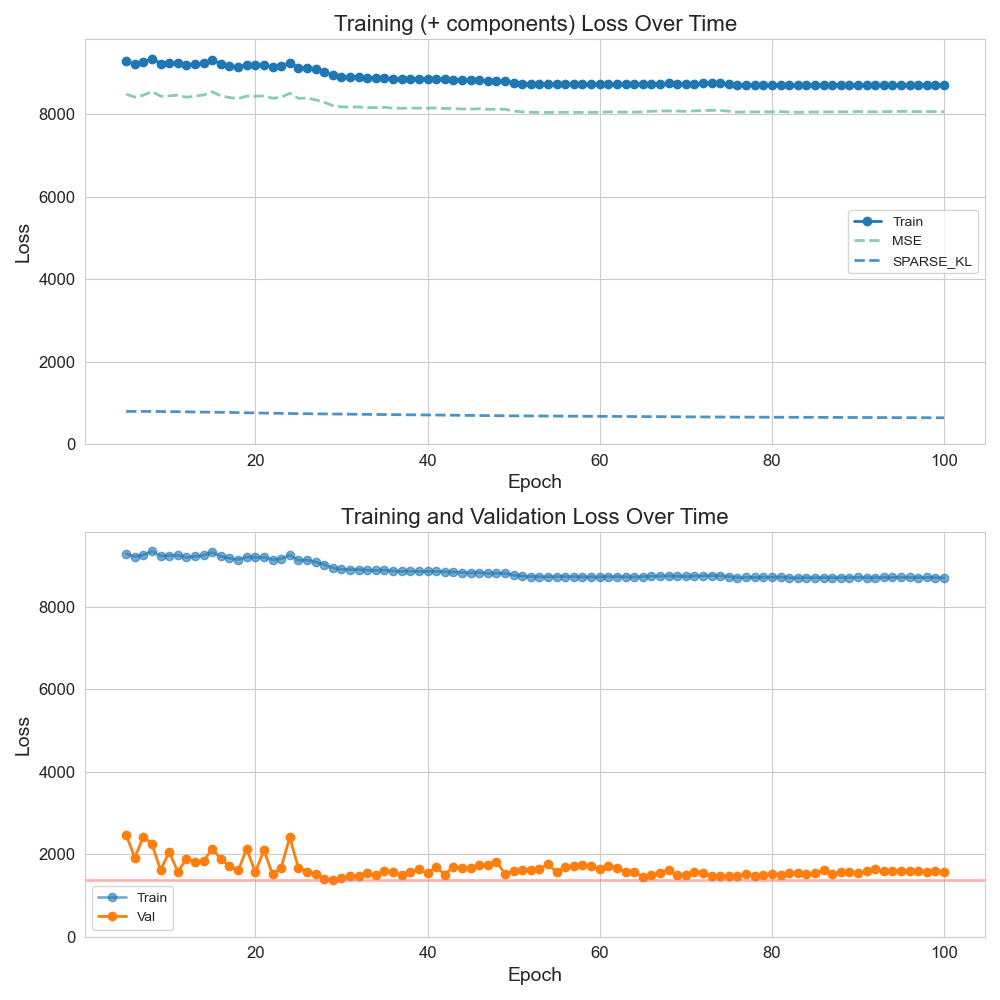 Training (+ components) Loss Over Time
Loss
8000
6000
4000
2000
0
Train
MSE
SPARSE_KL
20 40 60 80 100
Epoch
Training and Validation Loss Over Time
Loss
8000
6000
4000
2000
0
Train
Val
20 40 60 80 100
Epoch